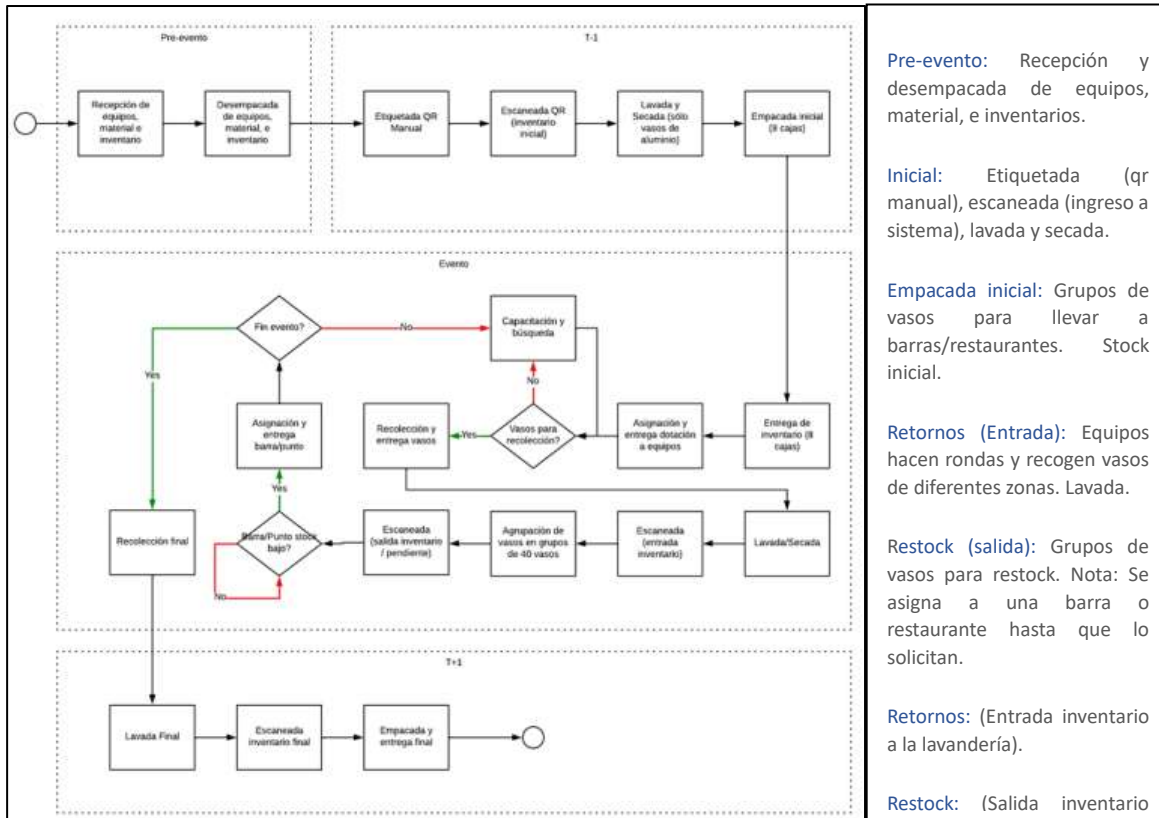 Pre-evento
T-1
Recepción de
equipos,
material e
inventario
Desempacada
de equipos,
material, e
inventario
Etiquetada QR
Manual
Escaneada QR
(inventario
inicial)
Lavada y
Secada (sólo
vasos de
aluminio)
Empacada inicial
(8 cajas)
Evento
Fin evento?
No
Yes
Capacitación y
búsqueda
No
Asignación y
entrega
barra/punto
Recolección y
entrega vasos
Yes
Vasos para
recolección?
Asignación y
entrega dotación
a equipos
Entrega de
inventario (8
cajas)
Yes
Recolección final
Barra/Punto stock
bajo?
No
Escaneada
(salida inventario
/ pendiente)
Agrupación de
vasos en grupos
de 40 vasos
Escaneada
(entrada
inventario)
Lavada/Secada
T+1
Lavada Final
Escaneada
inventario final
Empacada y
entrega final
Pre-evento: Recepción y
desempacada de equipos,
material, e inventarios.
Inicial: Etiquetada (qr
manual), escaneada (ingreso a
sistema), lavada y secada.
Empacada inicial: Grupos de
vasos para llevar a
barras/restaurantes. Stock
inicial.
Retornos (Entrada): Equipos
hacen rondas y recogen vasos
de diferentes zonas. Lavada.
Restock (salida): Grupos de
vasos para restock. Nota: Se
asigna a una barra o
restaurante hasta que lo
solicitan.
Retornos: (Entrada inventario
a la lavandería).
Restock: (Salida inventario